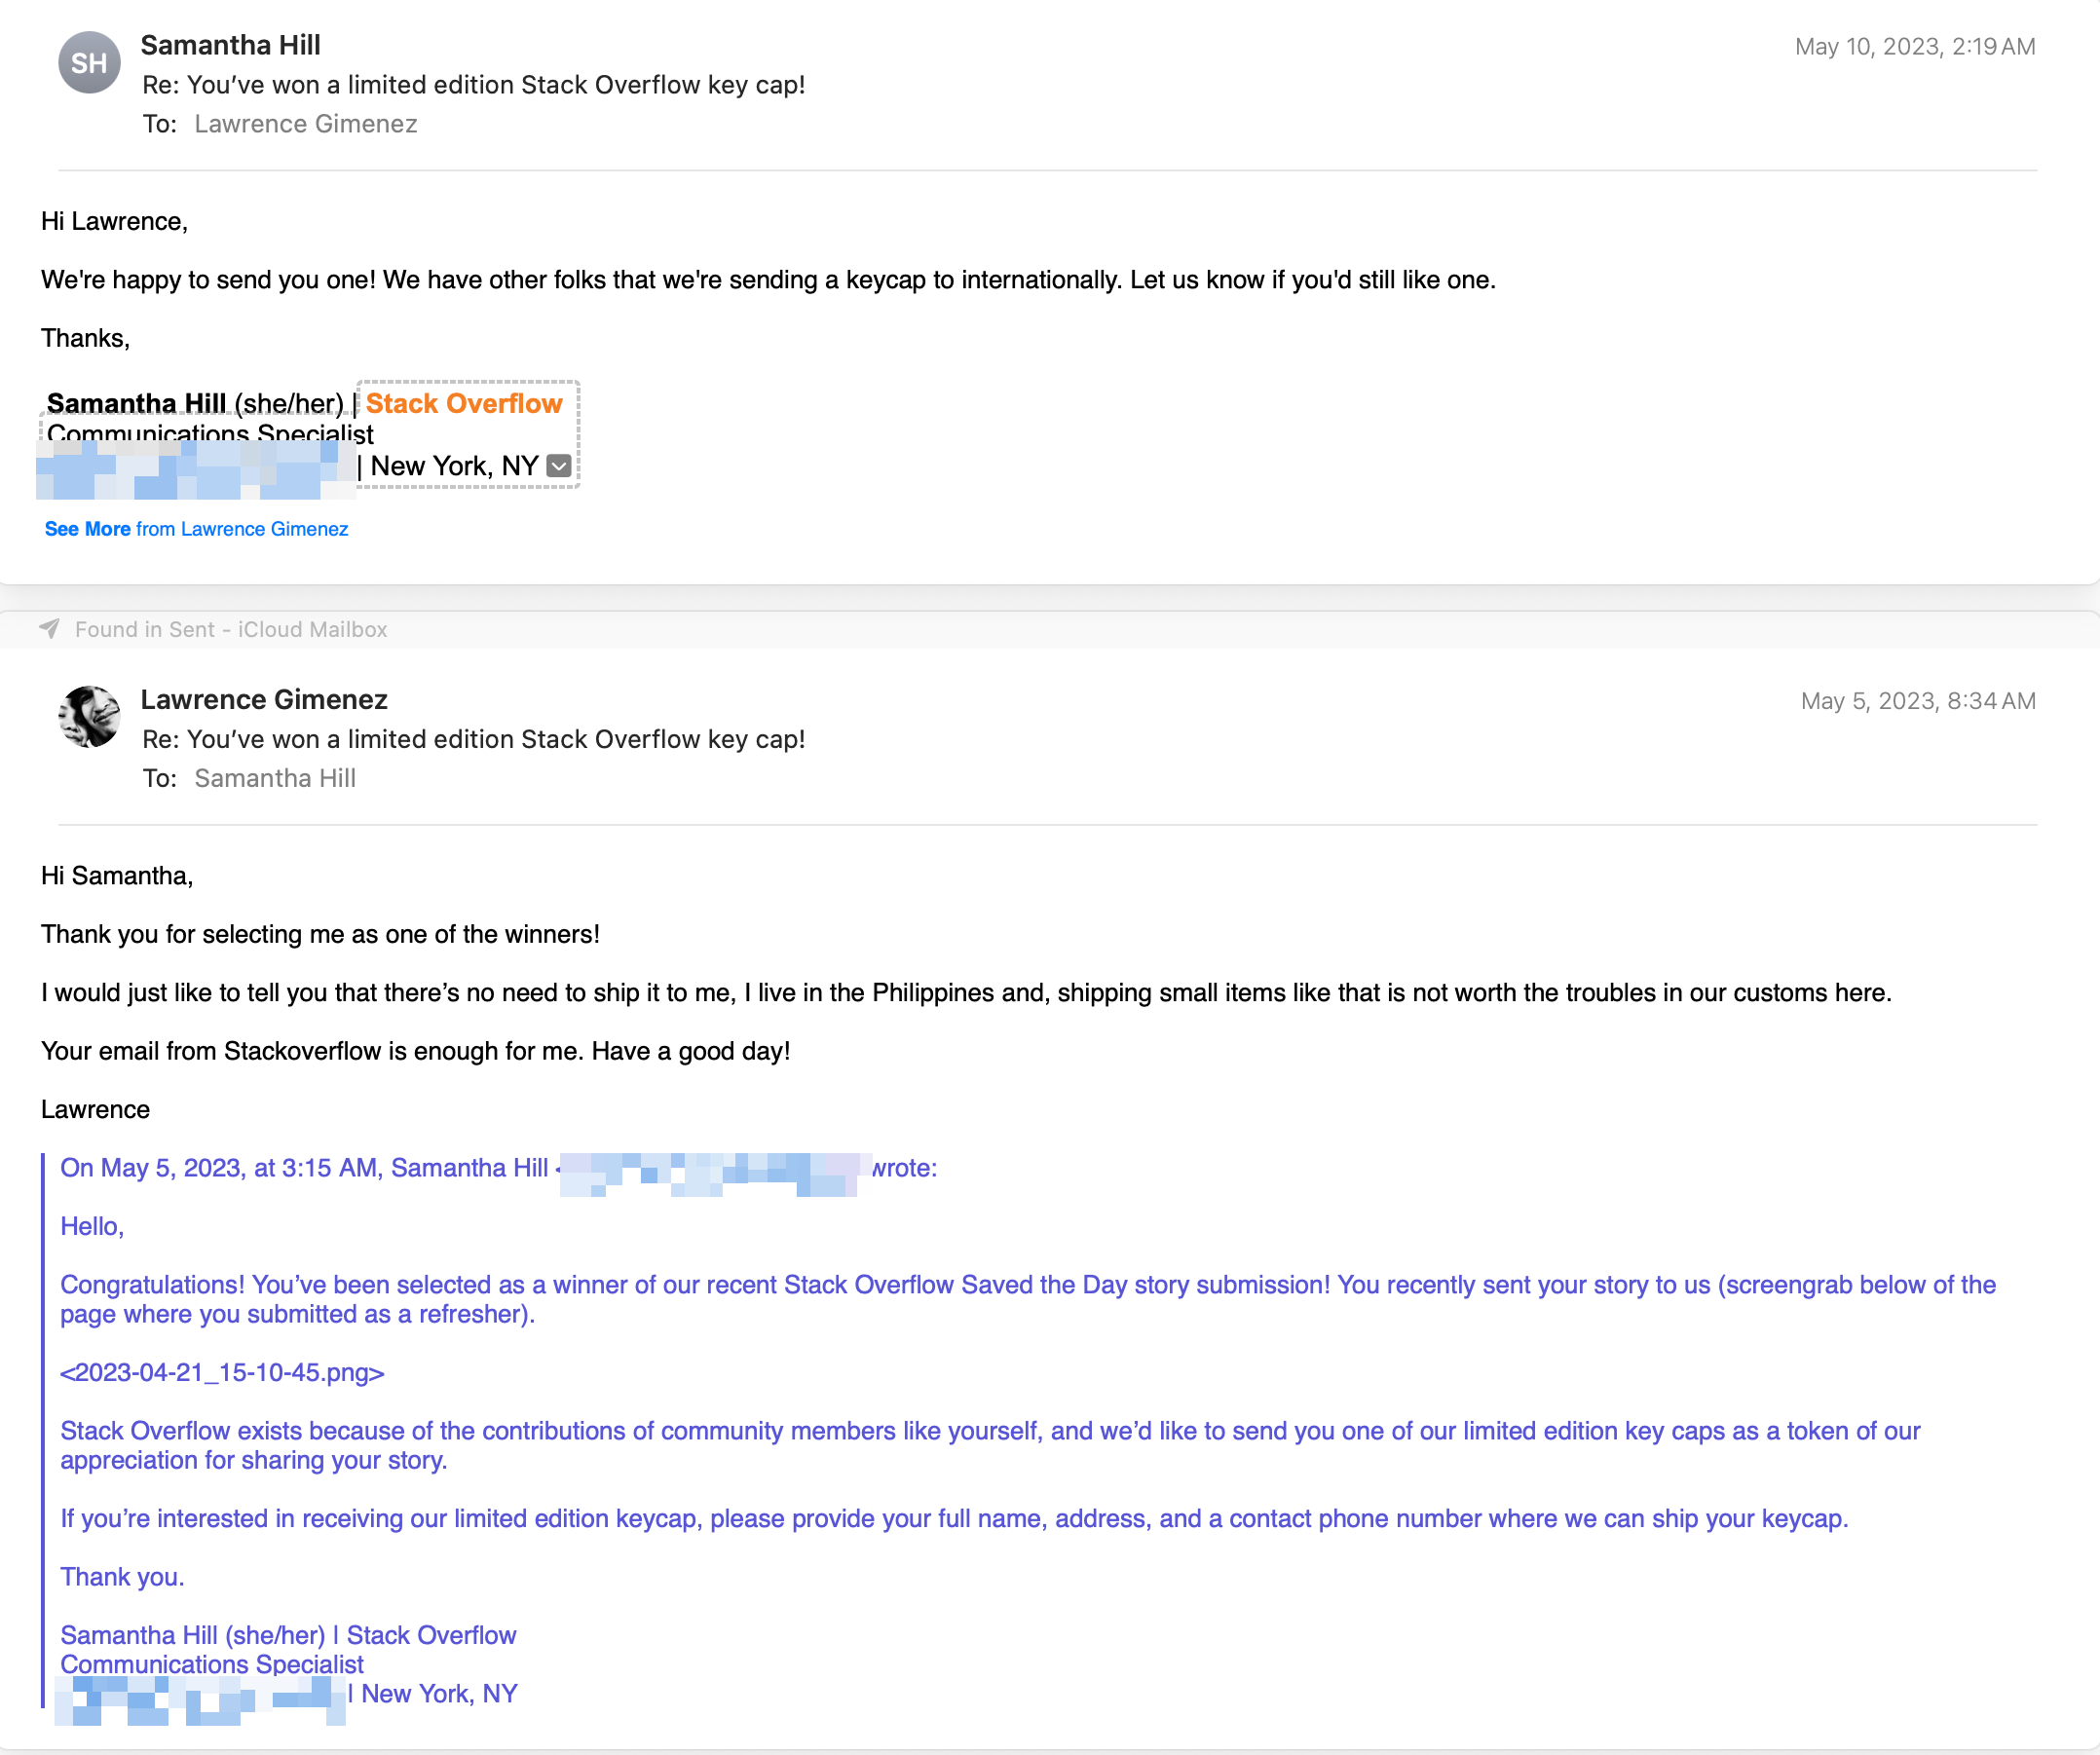 SH
Samantha Hill
May 10, 2023, 2:19 AM
Re: You’ve won a limited edition Stack Overflow key cap!
To: Lawrence Gimenez
Hi Lawrence,
We're happy to send you one! We have other folks that we're sending a keycap to internationally. Let us know if you'd still like one.
Thanks,
Samantha Hill (she/her) | Stack Overflow
Communications Specialist
| New York, NY
See More from Lawrence Gimenez
Found in Sent - iCloud Mailbox
Lawrence Gimenez
May 5, 2023, 8:34 AM
Re: You’ve won a limited edition Stack Overflow key cap!
To: Samantha Hill
Hi Samantha,
Thank you for selecting me as one of the winners!
I would just like to tell you that there’s no need to ship it to me, I live in the Philippines and, shipping small items like that is not worth the troubles in our customs here.
Your email from Stackoverflow is enough for me. Have a good day!
Lawrence
On May 5, 2023, at 3:15 AM, Samantha Hill < wrote:
Hello,
Congratulations! You’ve been selected as a winner of our recent Stack Overflow Saved the Day story submission! You recently sent your story to us (screengrab below of the
page where you submitted as a refresher).
<2023-04-21_15-10-45.png>
Stack Overflow exists because of the contributions of community members like yourself, and we’d like to send you one of our limited edition key caps as a token of our
appreciation for sharing your story.
If you’re interested in receiving our limited edition keycap, please provide your full name, address, and a contact phone number where we can ship your keycap.
Thank you.
Samantha Hill (she/her) | Stack Overflow
Communications Specialist
| New York, NY